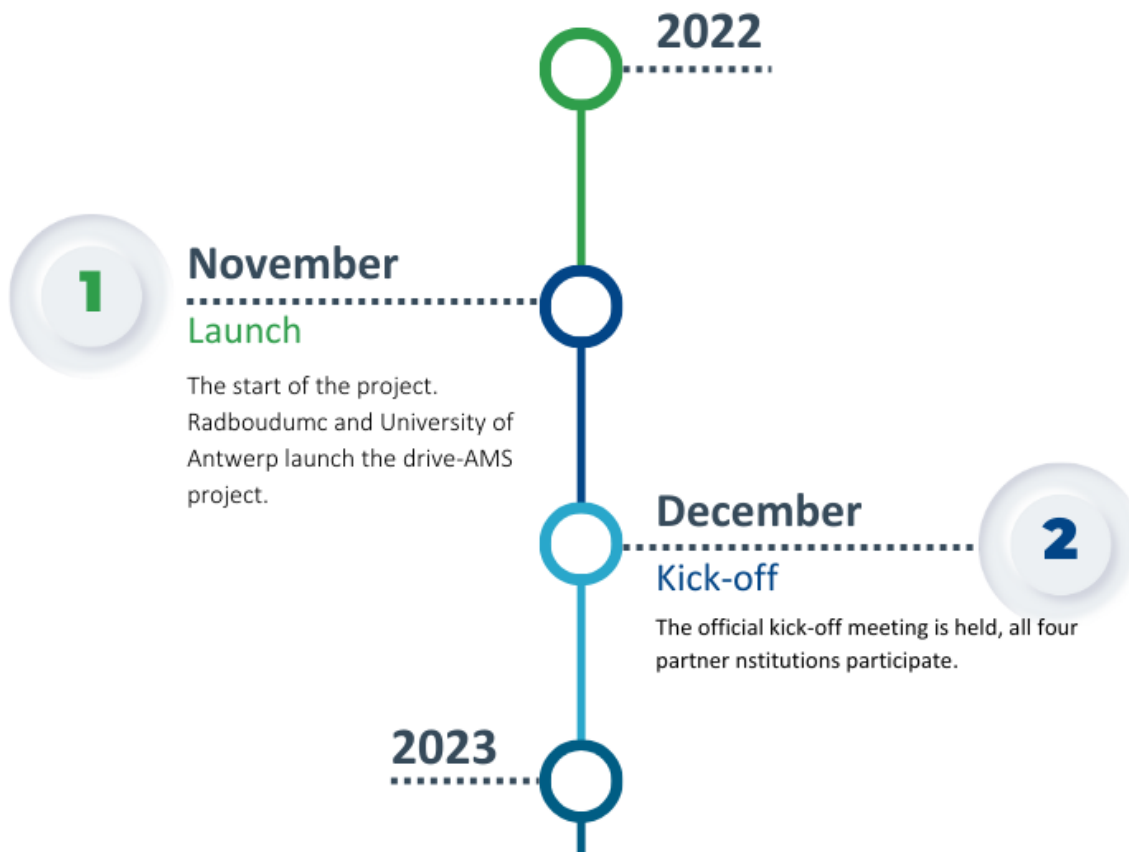 2022
1
November
Launch
The start of the project.
Radboudumc and University of
Antwerp launch the drive-AMS
project.
December
2
Kick-off
The official kick-off meeting is held, all four
partner nstitutions participate.
2023